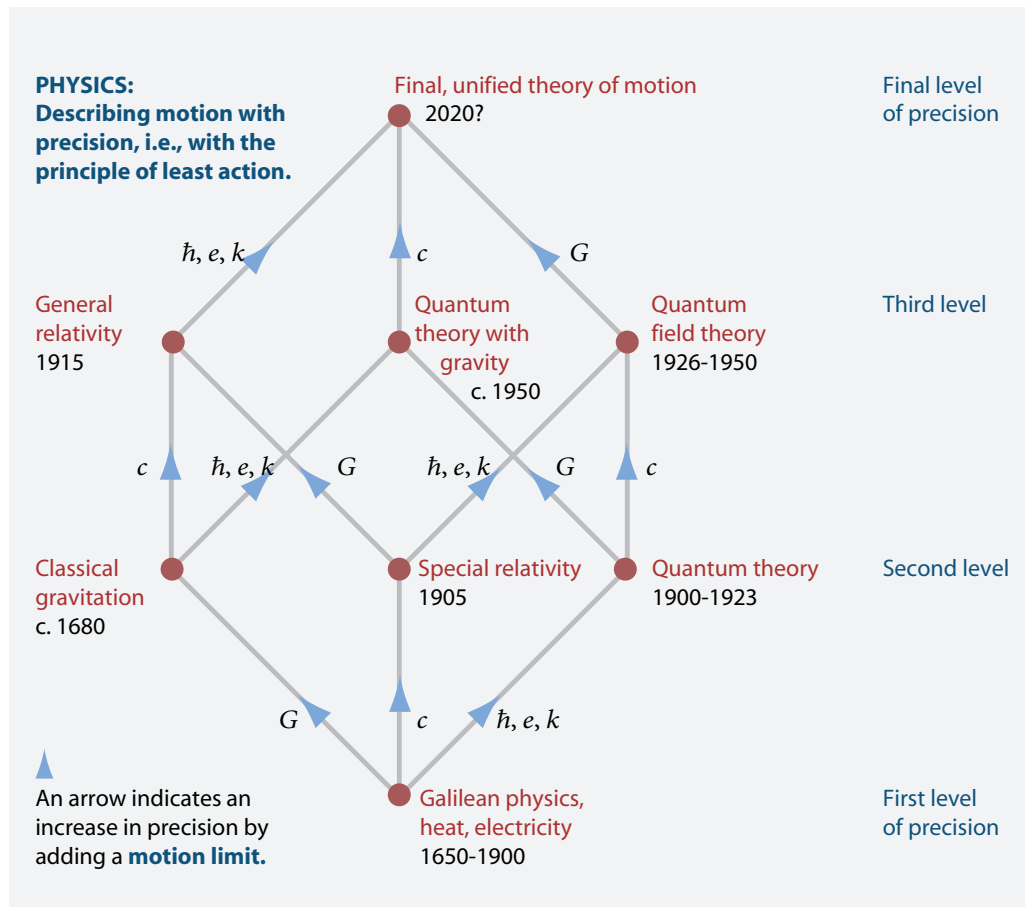 PHYSICS:
Describing motion with
precision, i.e., with the
principle of least action.
Final, unified theory of motion
2020?
Final level
of precision
ħ, e, k
c
G
General
relativity
1915
Quantum
theory with
gravity
c. 1950
Quantum
field theory
1926-1950
Third level
c
ħ, e, k
G
ħ, e, k
G
c
Classical
gravitation
c. 1680
Special relativity
1905
Quantum theory
1900-1923
Second level
G
c
ħ, e, k
An arrow indicates an
increase in precision by
adding a motion limit.
Galilean physics,
heat, electricity
1650-1900
First level
of precision